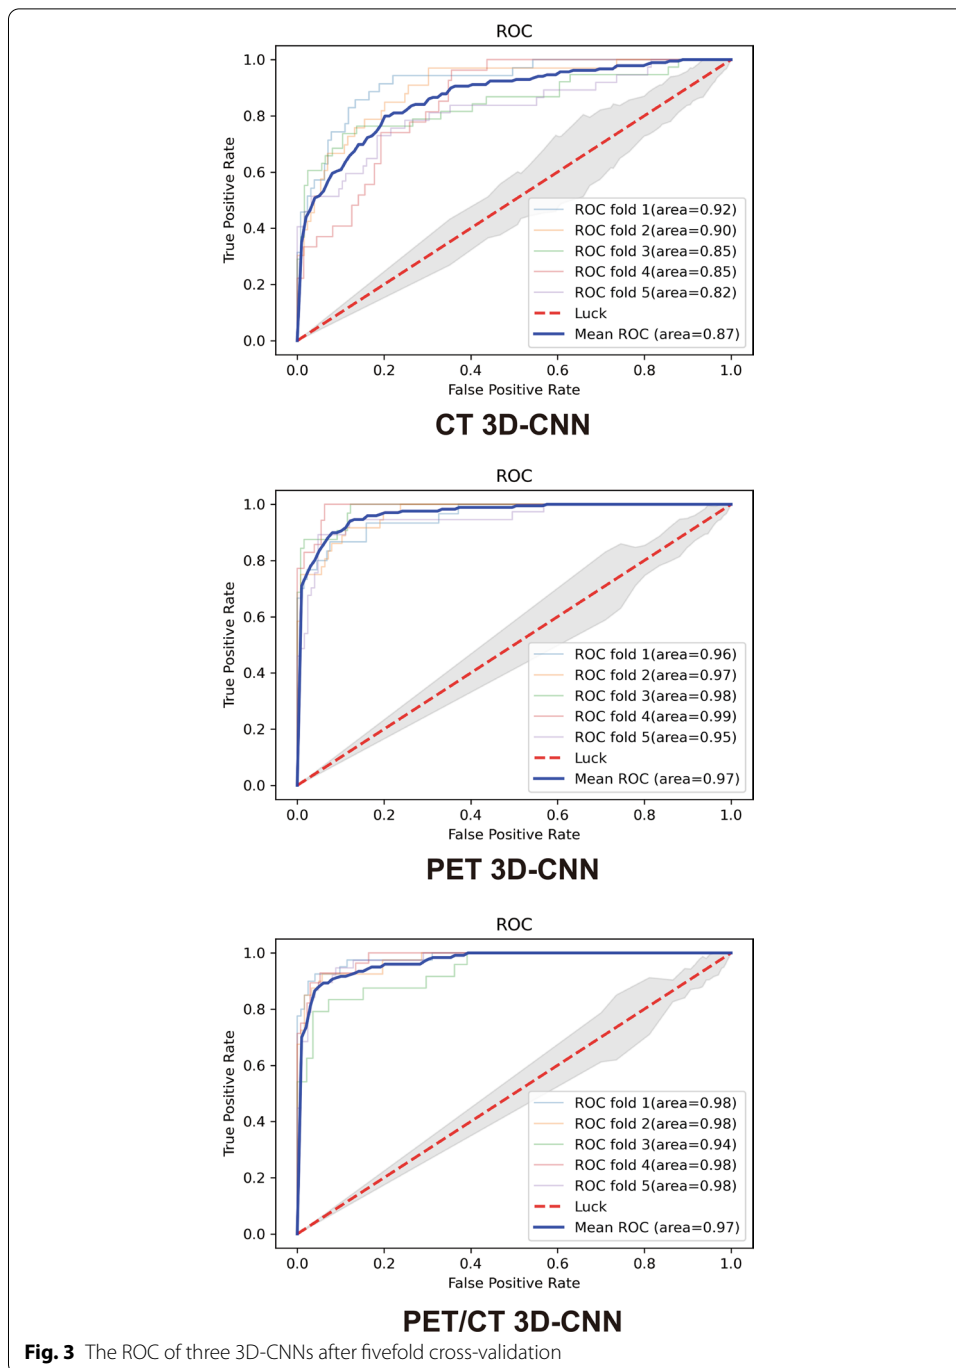 ROC
1.0
0.8
0.6
0.4
0.2
0.0
True Positive Rate
ROC fold 1(area=0.92)
ROC fold 2(area=0.90)
ROC fold 3(area=0.85)
ROC fold 4(area=0.85)
ROC fold 5(area=0.82)
Luck
Mean ROC (area=0.87)
0.0 0.2 0.4 0.6 0.8 1.0
False Positive Rate
CT 3D-CNN
ROC
1.0
0.8
0.6
0.4
0.2
0.0
True Positive Rate
ROC fold 1(area=0.96)
ROC fold 2(area=0.97)
ROC fold 3(area=0.98)
ROC fold 4(area=0.99)
ROC fold 5(area=0.95)
Luck
Mean ROC (area=0.97)
0.0 0.2 0.4 0.6 0.8 1.0
False Positive Rate
PET 3D-CNN
ROC
1.0
0.8
0.6
0.4
0.2
0.0
True Positive Rate
ROC fold 1(area=0.98)
ROC fold 2(area=0.98)
ROC fold 3(area=0.94)
ROC fold 4(area=0.98)
ROC fold 5(area=0.98)
Luck
Mean ROC (area=0.97)
0.0 0.2 0.4 0.6 0.8 1.0
False Positive Rate
PET/CT 3D-CNN
Fig. 3 The ROC of three 3D-CNNs after fivefold cross-validation